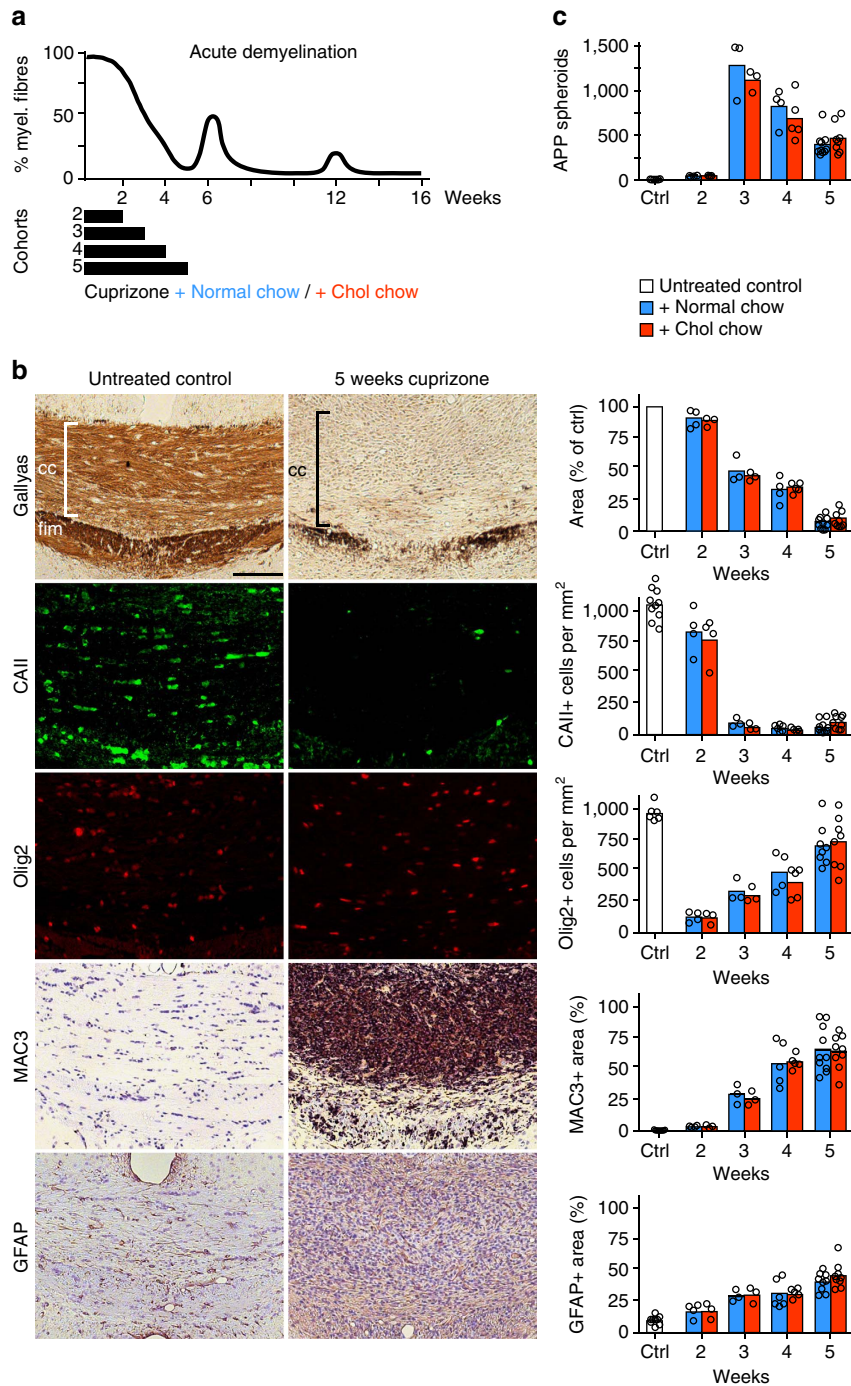 a
Acute demyelination
% myel. fibres
100
50
0
2 4 6 12 16 Weeks
Cohorts
2
3
4
5
Cuprizone + Normal chow / + Chol chow
c
APP spheroids
1,500
1,000
500
0
Ctrl 2 3 4 5
Weeks
Untreated control
+ Normal chow
+ Chol chow
b
Untreated control 5 weeks cuprizone
Gallyas
cc
fim
cc
Area (% of ctrl)
100
75
50
25
0
Ctrl 2 3 4 5
Weeks
CAII
CAII+ cells per mm²
1,000
750
500
250
0
Ctrl 2 3 4 5
Weeks
Olig2
Olig2+ cells per mm²
1,000
750
500
250
0
Ctrl 2 3 4 5
Weeks
MAC3
MAC3+ area (%)
100
75
50
25
0
Ctrl 2 3 4 5
Weeks
GFAP
GFAP+ area (%)
100
75
50
25
0
Ctrl 2 3 4 5
Weeks